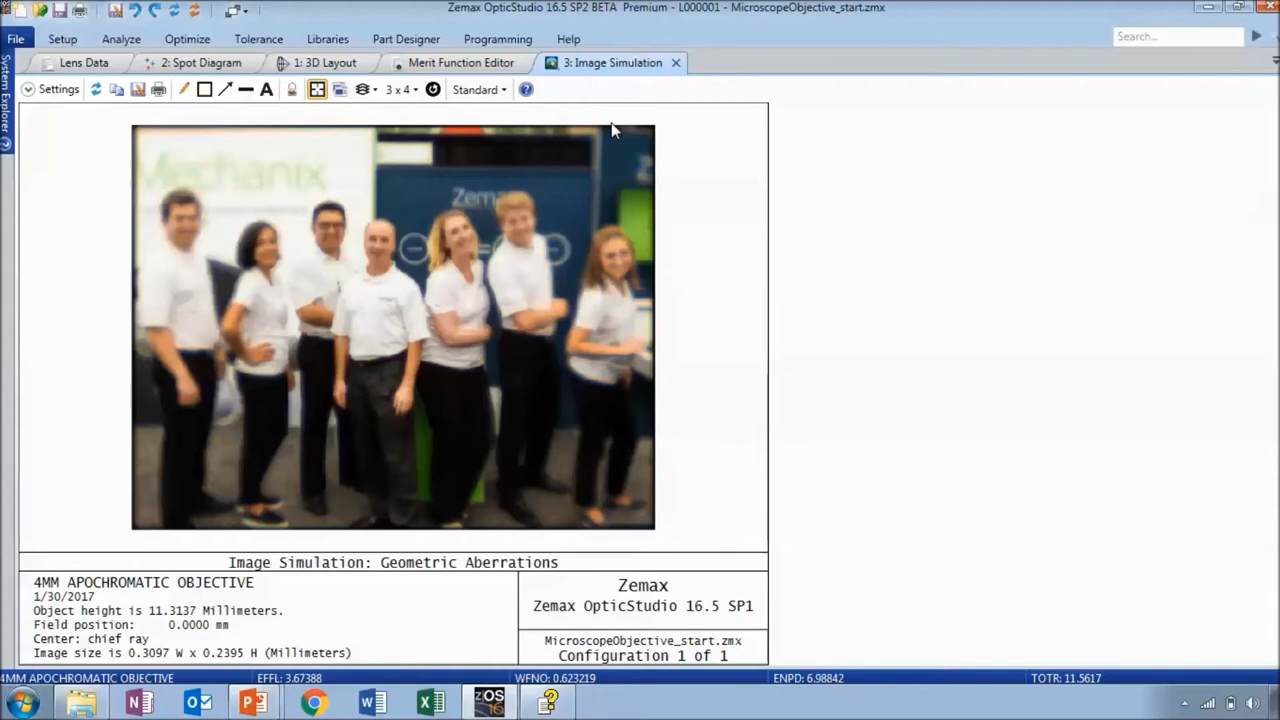 Zemax OpticStudio 16.5 SP2 BETA Premium - L000001 - MicroscopeObjective_start.zmx
File Setup Analyze Optimize Tolerance Libraries Part Designer Programming Help Search...
Lens Data 2: Spot Diagram 1: 3D Layout Merit Function Editor 3: Image Simulation
Settings 3 x 4 Standard
System Explorer
Mechanix
Zemax
Image Simulation: Geometric Aberrations
4MM APOCHROMATIC OBJECTIVE
1/30/2017
Object height is 11.3137 Millimeters.
Field position: 0.0000 mm
Center: chief ray
Image size is 0.3097 W x 0.2395 H (Millimeters)
Zemax
Zemax OpticStudio 16.5 SP1
MicroscopeObjective_start.zmx
Configuration 1 of 1
4MM APOCHROMATIC OBJECTIVE EFFL: 3.67388 WFNO: 0.623219 ENPD: 6.98842 TOTR: 11.5617